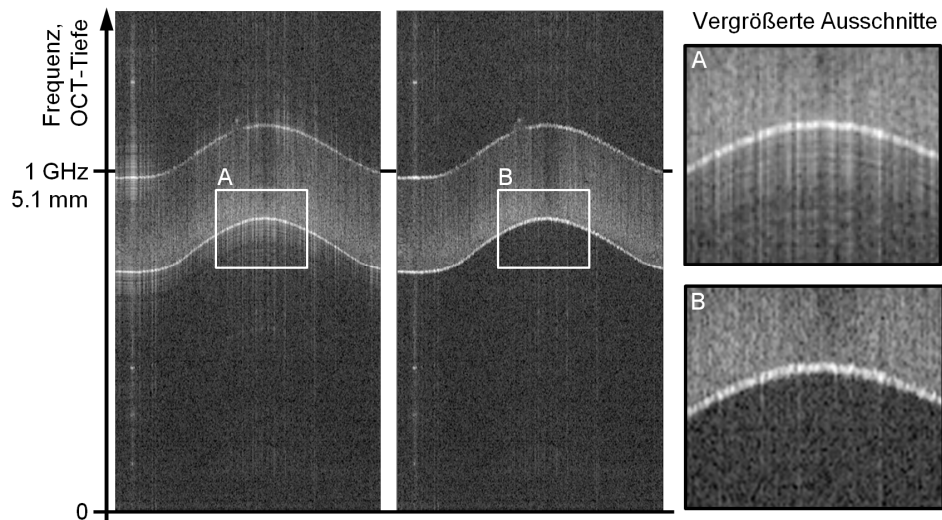 Frequenz,
OCT-Tiefe
1 GHz
5.1 mm
0
A
B
Vergrößerte Ausschnitte
A
B